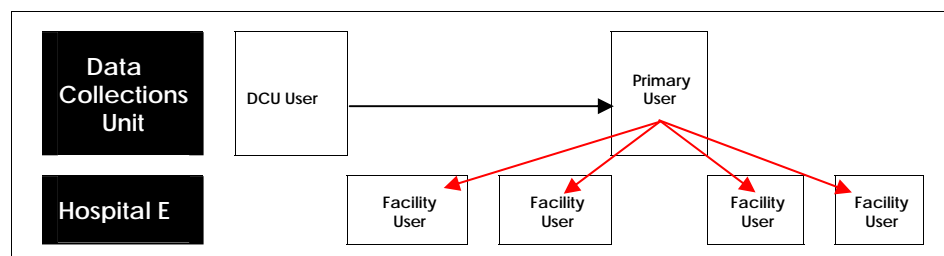 Data
Collections
Unit
DCU User
Primary
User
Hospital E
Facility
User
Facility
User
Facility
User
Facility
User